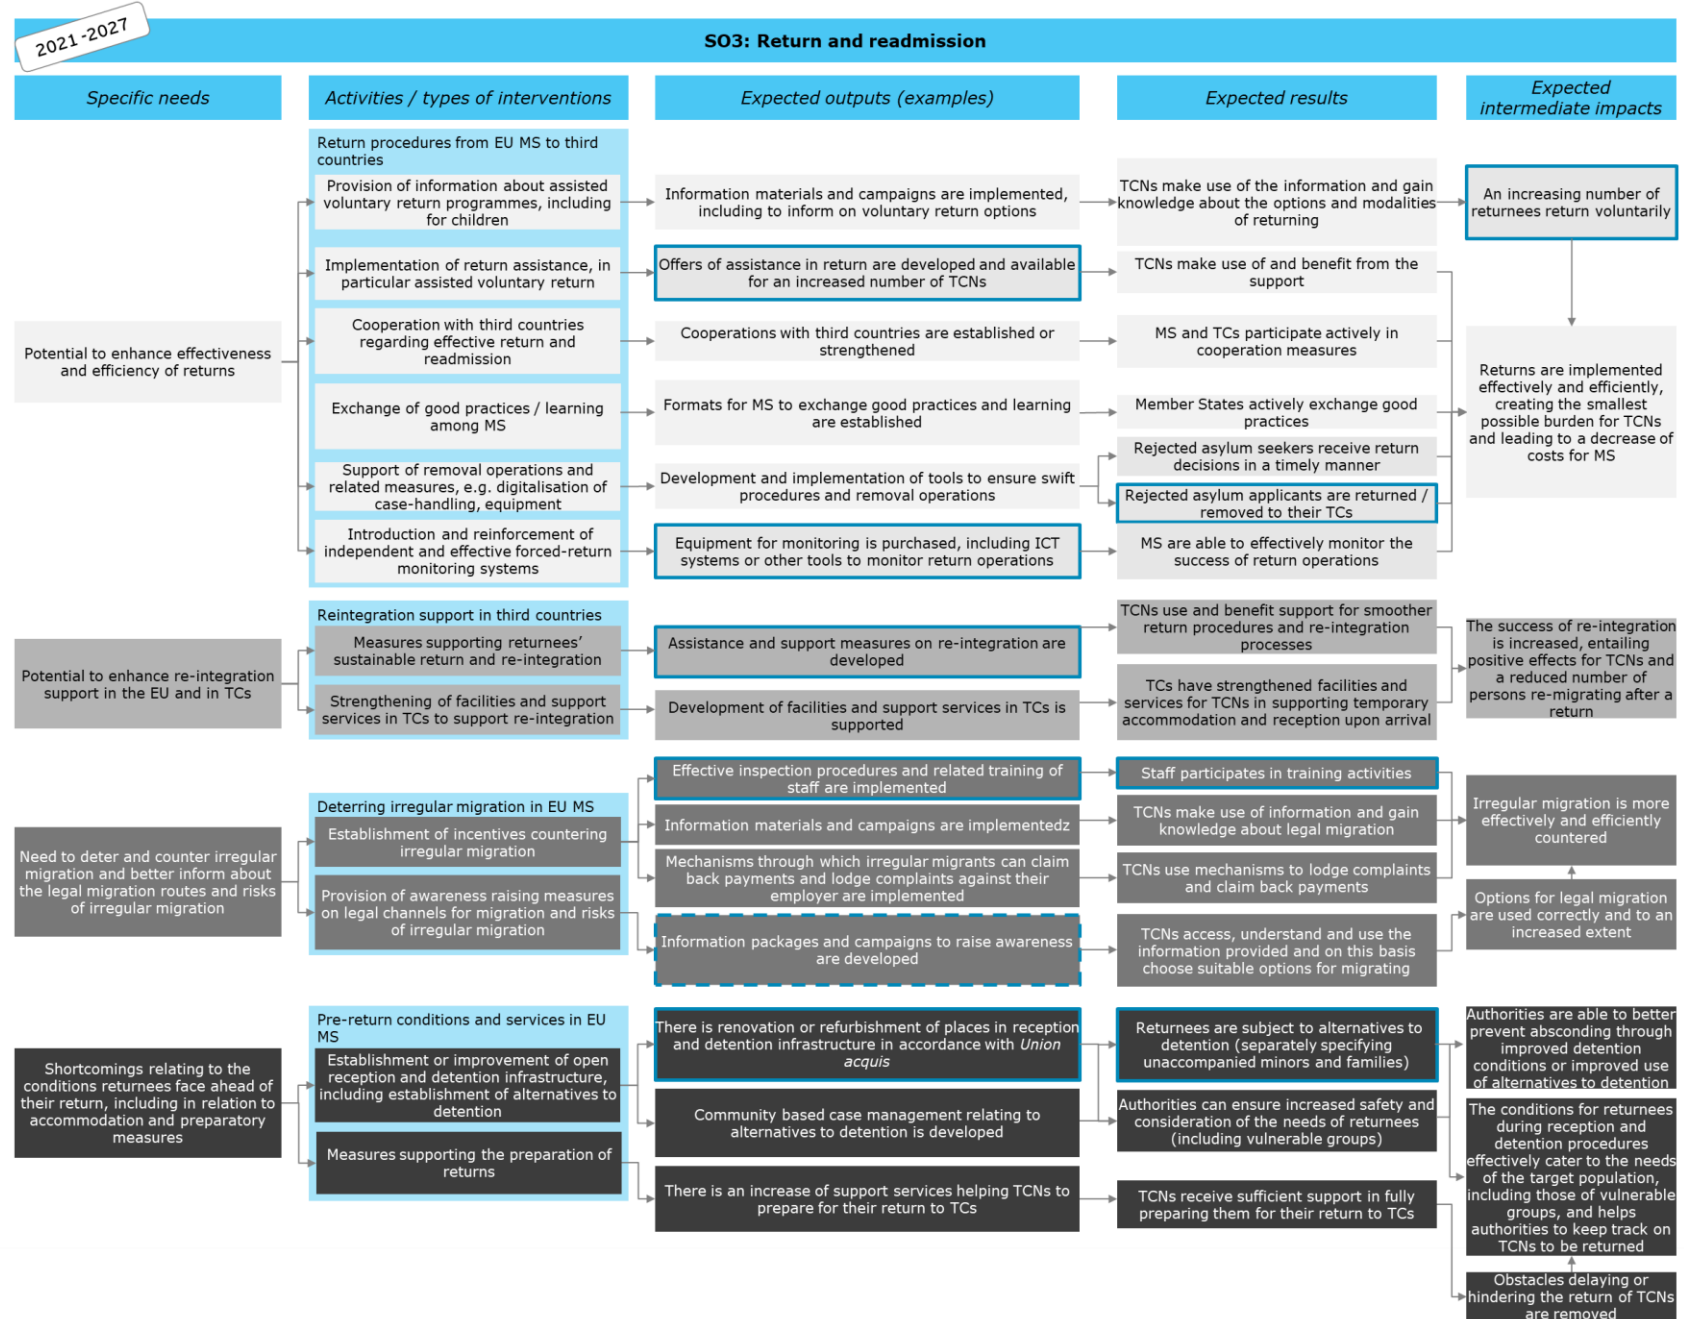 2021 -2027
SO3: Return and readmission
Specific needs
Activities / types of interventions
Expected outputs (examples)
Expected results
Expected
intermediate impacts
Potential to enhance effectiveness
and efficiency of returns
Return procedures from EU MS to third
countries
Provision of information about assisted
voluntary return programmes, including
for children
Information materials and campaigns are implemented,
including to inform on voluntary return options
TCNs make use of the information and gain
knowledge about the options and modalities
of returning
An increasing number of
returnees return voluntarily
Implementation of return assistance, in
particular assisted voluntary return
Offers of assistance in return are developed and available
for an increased number of TCNs
TCNs make use of and benefit from the
support
Cooperation with third countries
regarding effective return and
readmission
Cooperations with third countries are established or
strengthened
MS and TCs participate actively in
cooperation measures
Returns are implemented
effectively and efficiently,
creating the smallest
possible burden for TCNs
and leading to a decrease of
costs for MS
Exchange of good practices / learning
among MS
Formats for MS to exchange good practices and learning
are established
Member States actively exchange good
practices
Support of removal operations and
related measures, e.g. digitalisation of
case-handling, equipment
Development and implementation of tools to ensure swift
procedures and removal operations
Rejected asylum seekers receive return
decisions in a timely manner
Rejected asylum applicants are returned /
removed to their TCs
Introduction and reinforcement of
independent and effective forced-return
monitoring systems
Equipment for monitoring is purchased, including ICT
systems or other tools to monitor return operations
MS are able to effectively monitor the
success of return operations
Potential to enhance re-integration
support in the EU and in TCs
Reintegration support in third countries
Measures supporting returnees'
sustainable return and re-integration
Assistance and support measures on re-integration are
developed
TCNs use and benefit support for smoother
return procedures and re-integration
processes
The success of re-integration
is increased, entailing
positive effects for TCNs and
a reduced number of
persons re-migrating after a
return
Strengthening of facilities and support
services in TCs to support re-integration
Development of facilities and support services in TCs is
supported
TCs have strengthened facilities and
services for TCNs in supporting temporary
accommodation and reception upon arrival
Need to deter and counter irregular
migration and better inform about
the legal migration routes and risks
of irregular migration
Deterring irregular migration in EU MS
Establishment of incentives countering
irregular migration
Effective inspection procedures and related training of
staff are implemented
Staff participates in training activities
Information materials and campaigns are implementedz
TCNs make use of information and gain
knowledge about legal migration
Irregular migration is more
effectively and efficiently
countered
Mechanisms through which irregular migrants can claim
back payments and lodge complaints against their
employer are implemented
TCNs use mechanisms to lodge complaints
and claim back payments
Provision of awareness raising measures
on legal channels for migration and risks
of irregular migration
Information packages and campaigns to raise awareness
are developed
TCNs access, understand and use the
information provided and on this basis
choose suitable options for migrating
Options for legal migration
are used correctly and to an
increased extent
Shortcomings relating to the
conditions returnees face ahead of
their return, including in relation to
accommodation and preparatory
measures
Pre-return conditions and services in EU
MS
Establishment or improvement of open
reception and detention infrastructure,
including establishment of alternatives to
detention
There is renovation or refurbishment of places in reception
and detention infrastructure in accordance with Union
acquis
Returnees are subject to alternatives to
detention (separately specifying
unaccompanied minors and families)
Authorities are able to better
prevent absconding through
improved detention
conditions or improved use
of alternatives to detention
Community based case management relating to
alternatives to detention is developed
Authorities can ensure increased safety and
consideration of the needs of returnees
(including vulnerable groups)
The conditions for returnees
during reception and
detention procedures
effectively cater to the needs
of the target population,
including those of vulnerable
groups, and helps
authorities to keep track on
TCNs to be returned
Measures supporting the preparation of
returns
There is an increase of support services helping TCNs to
prepare for their return to TCs
TCNs receive sufficient support in fully
preparing them for their return to TCs
Obstacles delaying or
hindering the return of TCNs
are removed